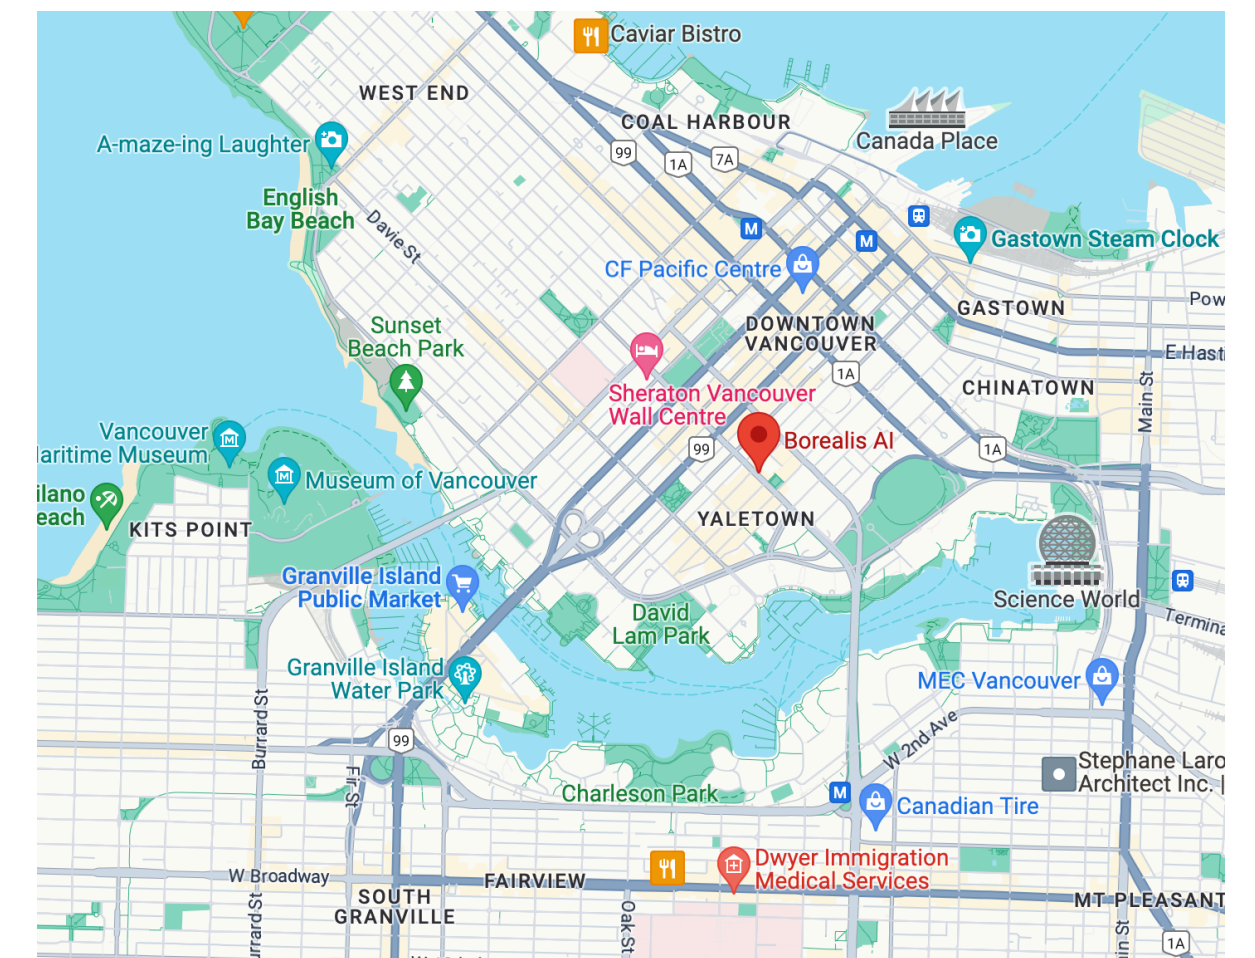 Caviar Bistro
WEST END
COAL HARBOUR
Canada Place
A-maze-ing Laughter
99
1A
7A
English
Bay Beach
Davie St
M
M
Gastown Steam Clock
CF Pacific Centre
Pow
GASTOWN
Sunset
Beach Park
DOWNTOWN
VANCOUVER
E Hasti
1A
Sheraton Vancouver
Wall Centre
CHINATOWN
Main St
Vancouver
laritime Museum
M
99
Borealis AI
1A
M
Museum of Vancouver
ilano
each
KITS POINT
YALETOWN
Granville Island
Public Market
Science World
David
Lam Park
Termina
Granville Island
Water Park
MEC Vancouver
Burrard St
99
W 2nd Ave
Fir St
Stephane Laro
Architect Inc. |
Charleson Park
M
Canadian Tire
Dwyer Immigration
Medical Services
W Broadway
FAIRVIEW
SOUTH
GRANVILLE
MT PLEASANT
urrard St
Oak St
in St
1A